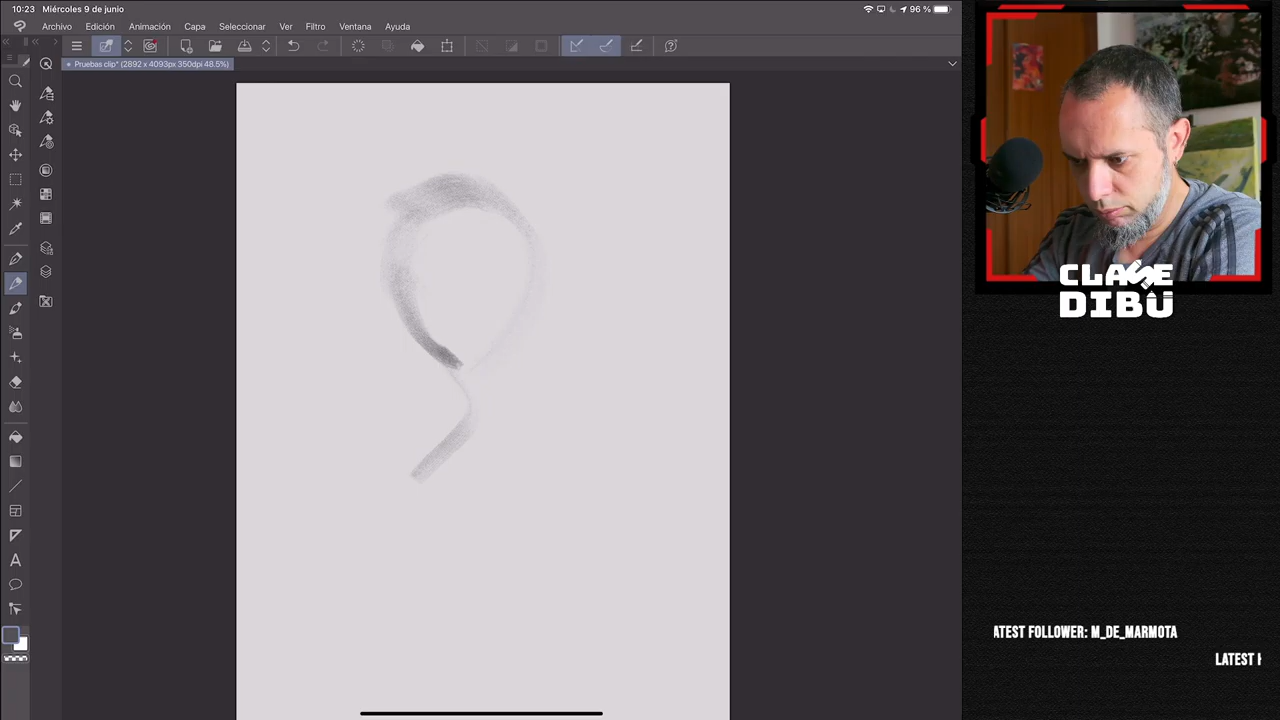 10:23 Miércoles 9 de junio
96 %
Archivo Edición Animación Capa Seleccionar Ver Filtro Ventana Ayuda
Pruebas clip* (2892 x 4093px 350dpi 48.5%)
A
CLASE
DIBU
ATEST FOLLOWER: M_DE_MARMOTA
LATEST